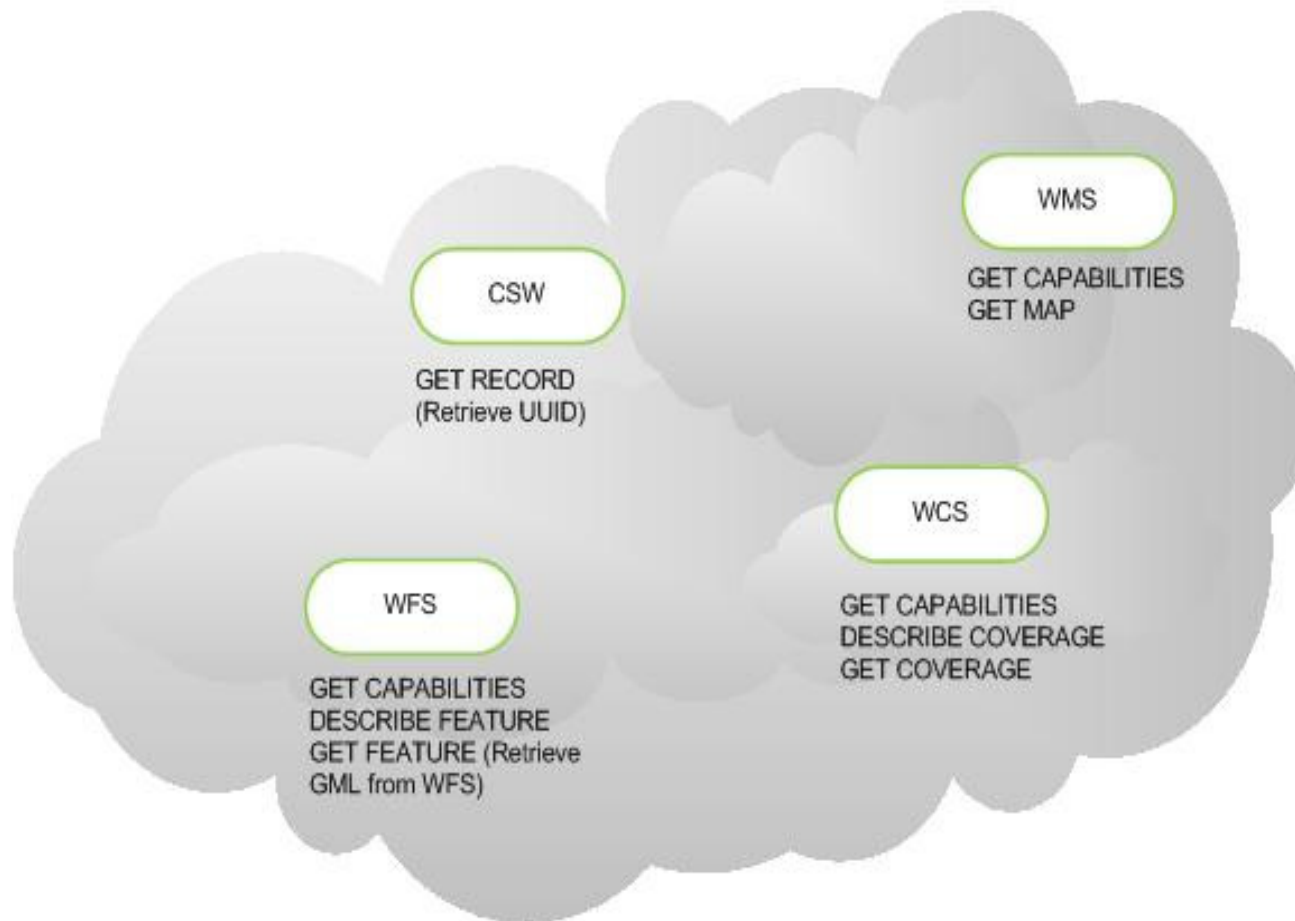 WMS
GET CAPABILITIES
GET MAP
CSW
GET RECORD
(Retrieve UUID)
WCS
GET CAPABILITIES
DESCRIBE COVERAGE
GET COVERAGE
WFS
GET CAPABILITIES
DESCRIBE FEATURE
GET FEATURE (Retrieve
GML from WFS)